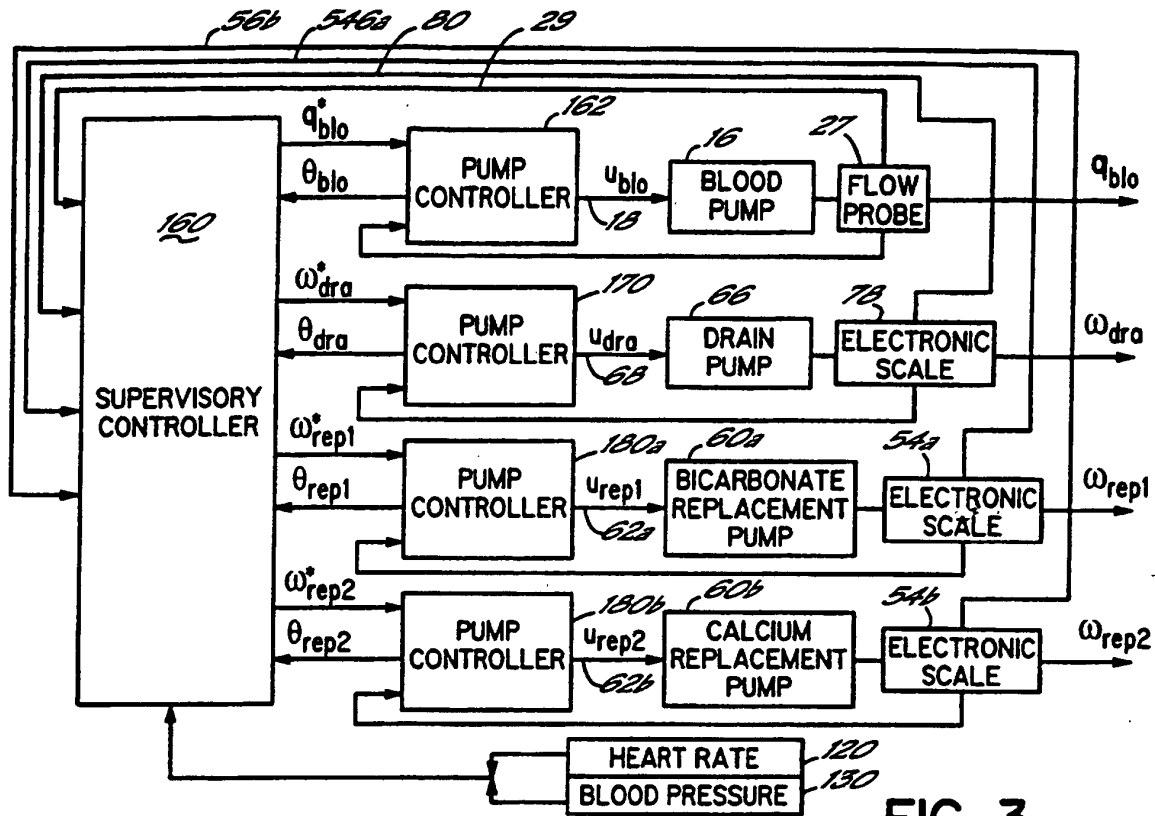 56b 546a 80 29
q*blo 162 16 27
PUMP CONTROLLER
BLOOD PUMP
FLOW PROBE
qblo
θblo
ublo
18
160
SUPERVISORY CONTROLLER
ω*dra 170 66 78
PUMP CONTROLLER
DRAIN PUMP
ELECTRONIC SCALE
ωdra
θdra
udra
68
ω*rep1 180a 60a 54a
PUMP CONTROLLER
BICARBONATE REPLACEMENT PUMP
ELECTRONIC SCALE
ωrep1
θrep1
urep1
62a
ω*rep2 180b 60b 54b
PUMP CONTROLLER
CALCIUM REPLACEMENT PUMP
ELECTRONIC SCALE
ωrep2
θrep2
urep2
62b
HEART RATE 120
BLOOD PRESSURE 130
FIG. 3